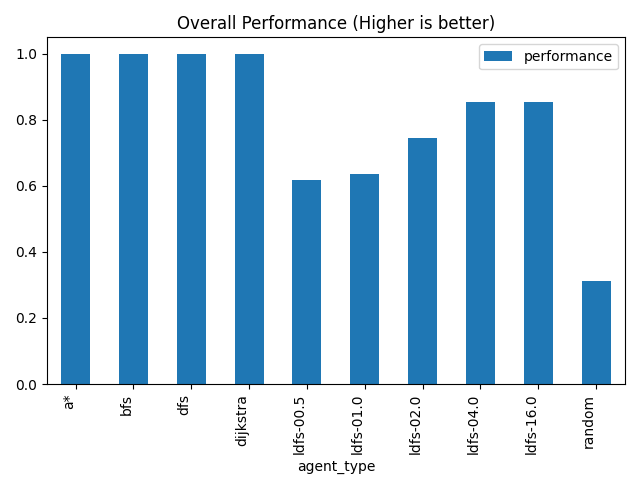 Overall Performance (Higher is better)
performance
1.0
0.8
0.6
0.4
0.2
0.0
a*
bfs
dfs
dijkstra
ldfs-00.5
ldfs-01.0
ldfs-02.0
ldfs-04.0
ldfs-16.0
random
agent_type